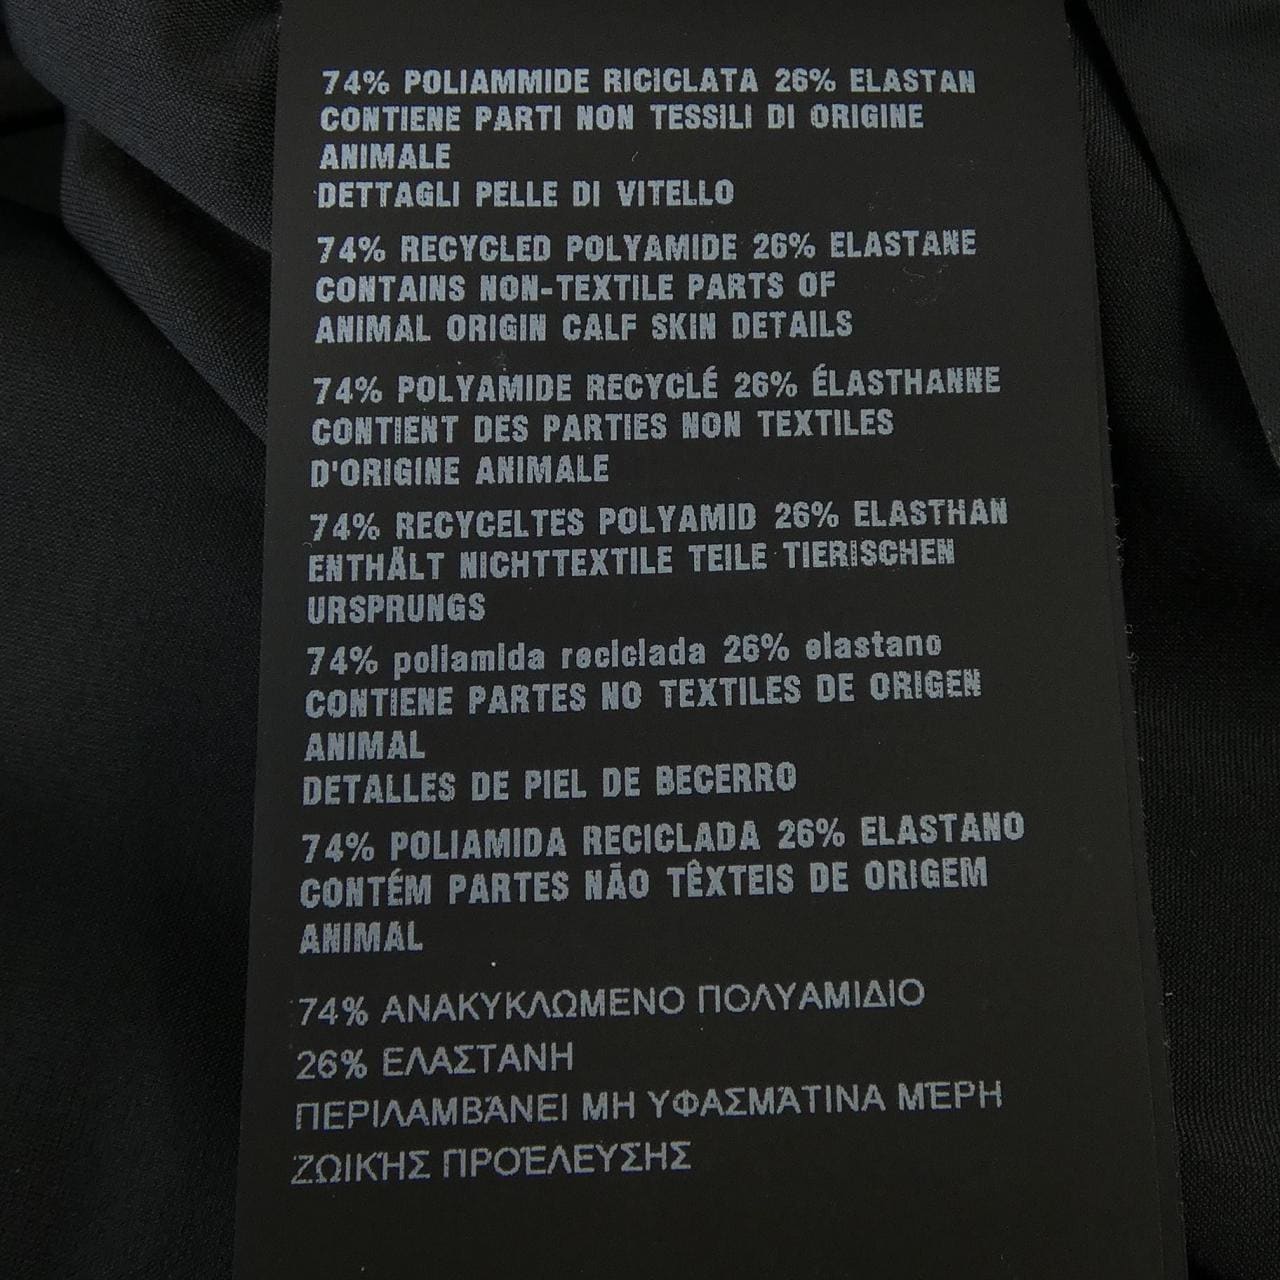 74% POLIAMMIDE RICICLATA 26% ELASTAN
CONTIENE PARTI NON TESSILI DI ORIGINE
ANIMALE
DETTAGLI PELLE DI VITELLO
74% RECYCLED POLYAMIDE 26% ELASTANE
CONTAINS NON-TEXTILE PARTS OF
ANIMAL ORIGIN CALF SKIN DETAILS
74% POLYAMIDE RECYCLÉ 26% ÉLASTHANNE
CONTIENT DES PARTIES NON TEXTILES
D'ORIGINE ANIMALE
74% RECYCELTES POLYAMID 26% ELASTHAN
ENTHÄLT NICHTTEXTILE TEILE TIERISCHEN
URSPRUNGS
74% poliamida reciclada 26% elastano
CONTIENE PARTES NO TEXTILES DE ORIGEN
ANIMAL
DETALLES DE PIEL DE BECERRO
74% POLIAMIDA RECICLADA 26% ELASTANO
CONTÉM PARTES NÃO TÊXTEIS DE ORIGEM
ANIMAL
74% ΑΝΑΚΥΚΛΩΜΕΝΟ ΠΟΛΥΑΜΙΔΙΟ
26% ΕΛΑΣΤΑΝΗ
ΠΕΡΙΛΑΜΒΆΝΕΙ ΜΗ ΥΦΑΣΜΆΤΙΝΑ ΜΈΡΗ
ΖΩΙΚΉΣ ΠΡΟΈΛΕΥΣΗΣ